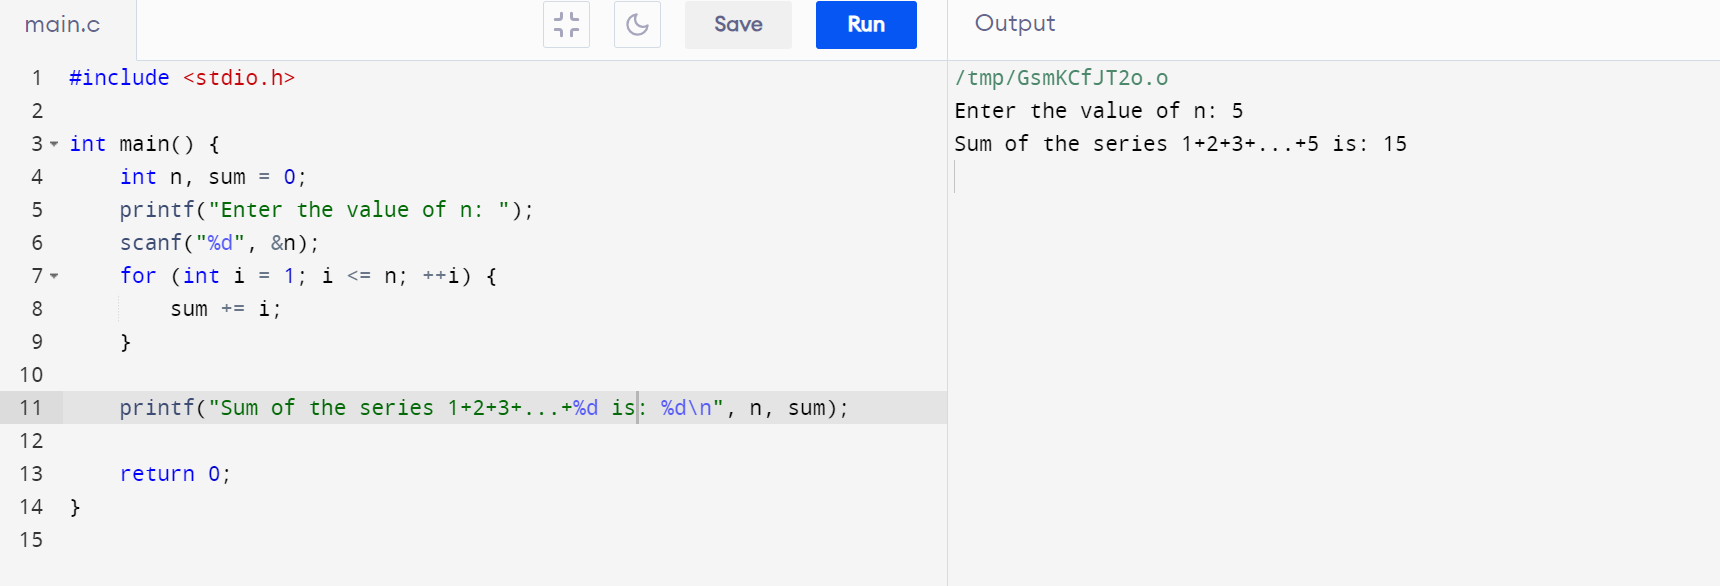 main.c
Save
Run
Output
1 #include <stdio.h>
2
3 int main() {
4     int n, sum = 0;
5     printf("Enter the value of n: ");
6     scanf("%d", &n);
7     for (int i = 1; i <= n; ++i) {
8         sum += i;
9     }
10
11     printf("Sum of the series 1+2+3+...+%d is: %d\n", n, sum);
12
13     return 0;
14 }
15
/tmp/GsmKCfJT2o.o
Enter the value of n: 5
Sum of the series 1+2+3+...+5 is: 15